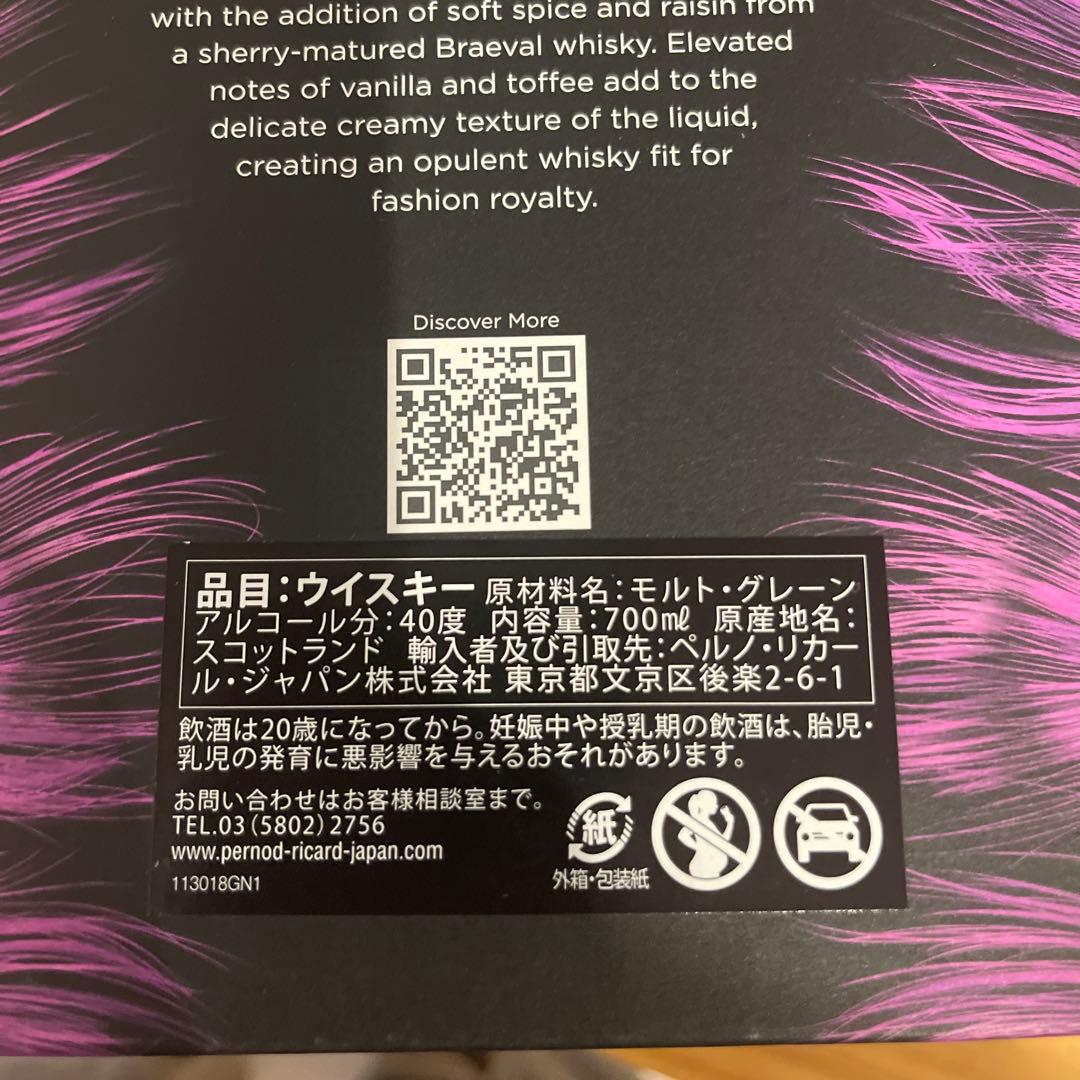 with the addition of soft spice and raisin from
a sherry-matured Braeval whisky. Elevated
notes of vanilla and toffee add to the
delicate creamy texture of the liquid,
creating an opulent whisky fit for
fashion royalty.
Discover More
品目:ウイスキー 原材料名:モルト・グレーン
アルコール分:40度 内容量:700㎖ 原産地名:
スコットランド 輸入者及び引取先:ペルノ・リカー
ル・ジャパン株式会社 東京都文京区後楽2-6-1
飲酒は20歳になってから。妊娠中や授乳期の飲酒は、胎児・
乳児の発育に悪影響を与えるおそれがあります。
お問い合わせはお客様相談室まで。
TEL.03(5802)2756
www.pernod-ricard-japan.com
113018GN1
紙
外箱・包装紙